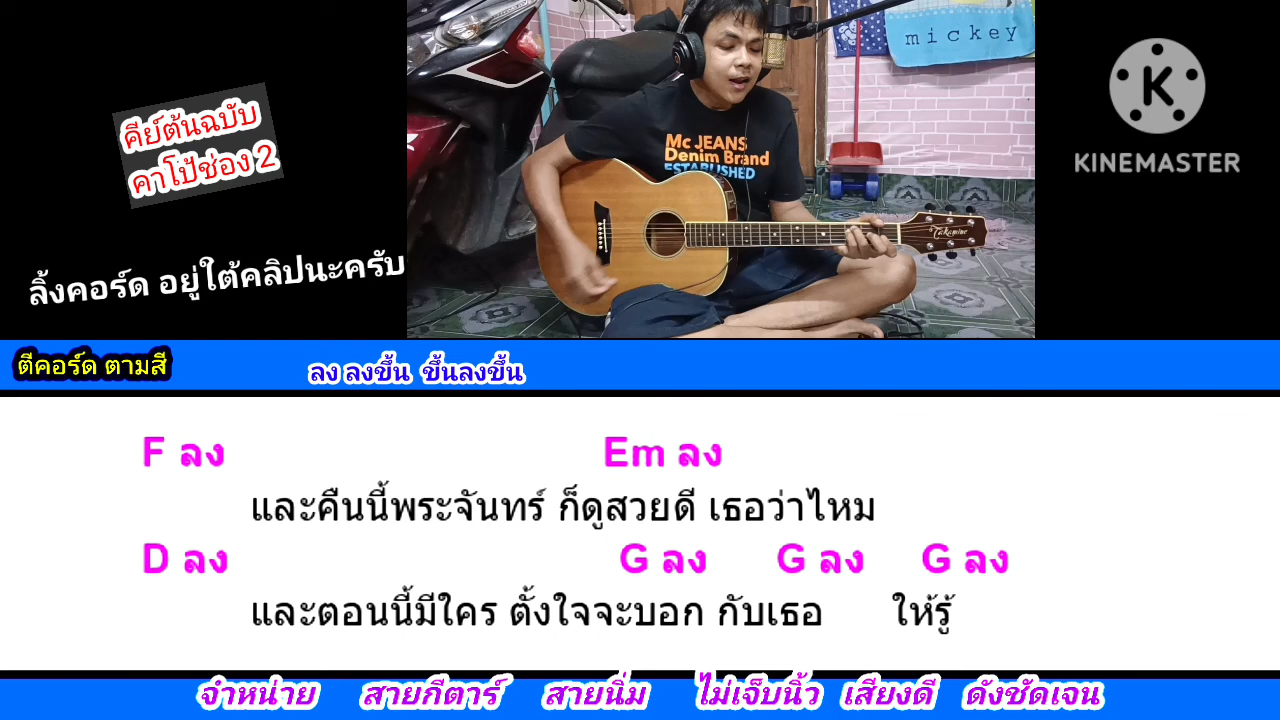 mickey
คีย์ต้นฉบับ
คาโป้ช่อง 2
Mc JEANS
Denim Brand
ESTABLISHED
KINEMASTER
Takamine
ลิ้งคอร์ด อยู่ใต้คลิปนะครับ
ตีคอร์ด ตามสี
ลง ลงขึ้น ขึ้นลงขึ้น
F ลง Em ลง
และคืนนี้พระจันทร์ ก็ดูสวยดี เธอว่าไหม
D ลง G ลง G ลง G ลง
และตอนนี้มีใคร ตั้งใจจะบอก กับเธอ ให้รู้
จำหน่าย สายกีตาร์ สายนิ่ม ไม่เจ็บนิ้ว เสียงดี ดังชัดเจน